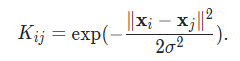 K_{ij} = \exp(-\frac{\|\mathbf{x}_i - \mathbf{x}_j\|^2}{2\sigma^2}).